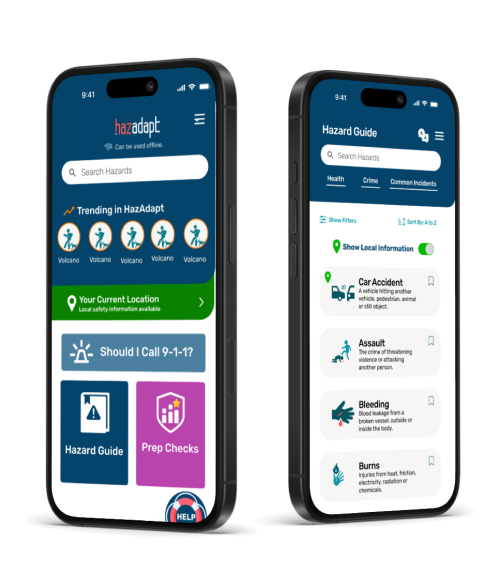 9:41
hazadapt
Can be used offline.
Search Hazards
Trending in HazAdapt
Volcano Volcano Volcano Volcano Volcano
Your Current Location
Local safety information available
Should I Call 9-1-1?
Hazard Guide
Prep Checks
HELP
9:41
Hazard Guide
Search Hazards
Health Crime Common Incidents
Show Filters
Sort By: A to Z
Show Local Information
Car Accident
A vehicle hitting another
vehicle, pedestrian, animal
or still object.
Assault
The crime of threatening
violence or attacking
another person.
Bleeding
Blood leakage from a
broken vessel, outside or
inside the body.
Burns
Injuries from heat, friction,
electricity, radiation or
chemicals.